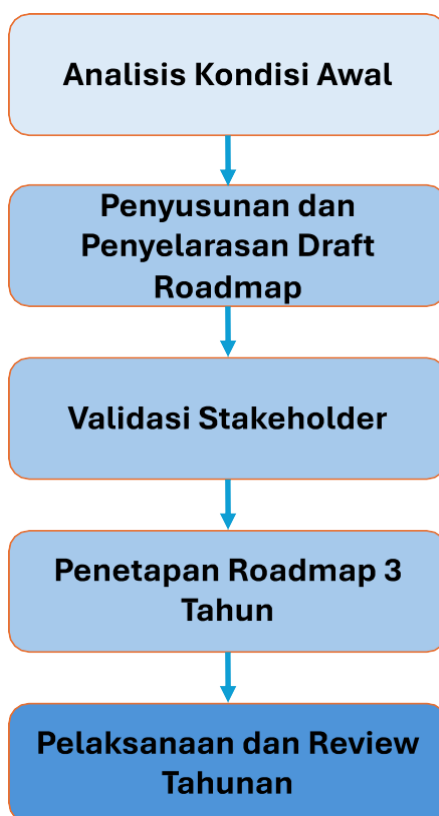 Analisis Kondisi Awal
Penyusunan dan
Penyelarasan Draft
Roadmap
Validasi Stakeholder
Penetapan Roadmap 3
Tahun
Pelaksanaan dan Review
Tahunan